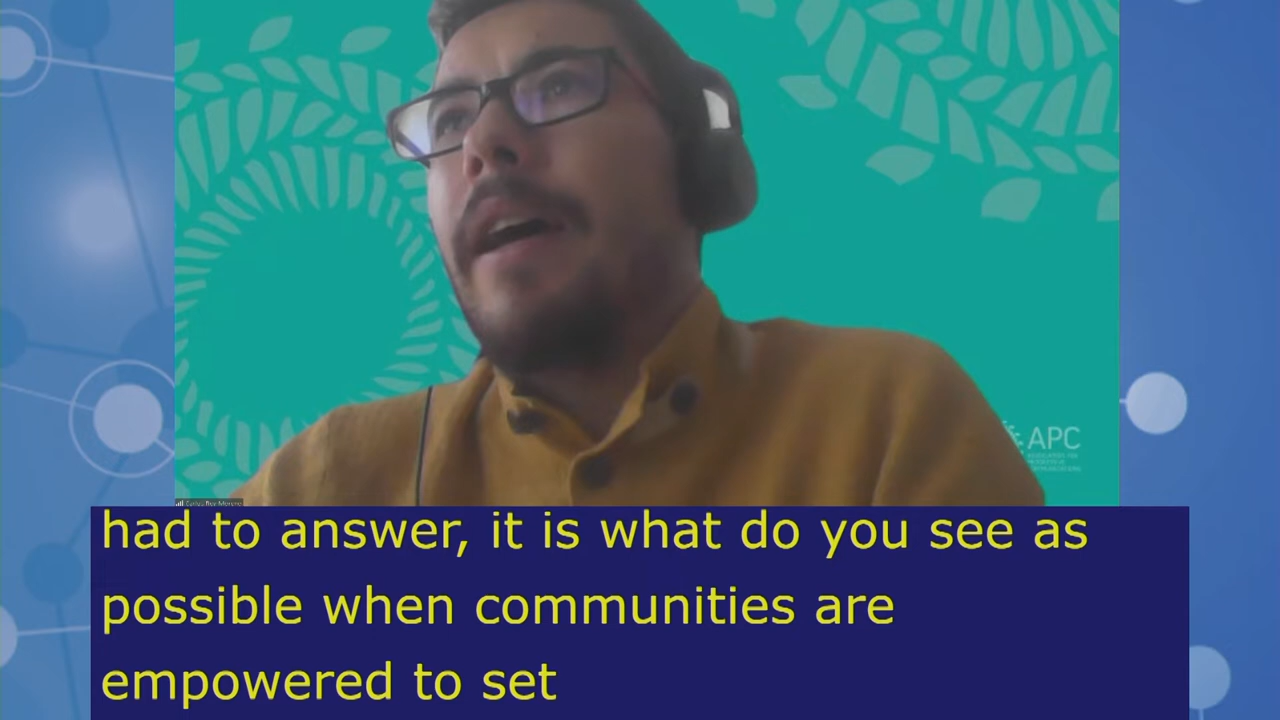 APC
had to answer, it is what do you see as
possible when communities are
empowered to set